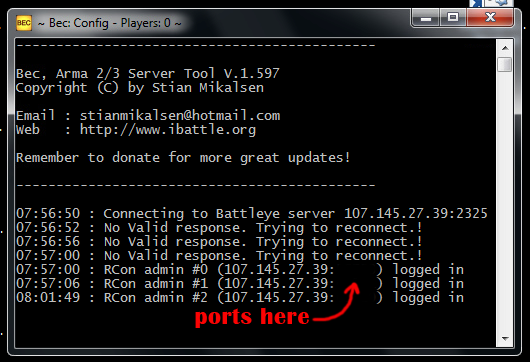 BEC ~ Bec: Config - Players: 0 ~
---------------------------------------------
Bec, Arma 2/3 Server Tool V.1.597
Copyright (C) by Stian Mikalsen
Email : stianmikalsen@hotmail.com
Web   : http://www.ibattle.org
Remember to donate for more great updates!
---------------------------------------------
07:56:50 : Connecting to Battleye server 107.145.27.39:2325
07:56:52 : No Valid response. Trying to reconnect.!
07:56:56 : No Valid response. Trying to reconnect.!
07:57:00 : No Valid response. Trying to reconnect.!
07:57:00 : RCon admin #0 (107.145.27.39:     ) logged in
07:57:06 : RCon admin #1 (107.145.27.39:     ) logged in
08:01:49 : RCon admin #2 (107.145.27.39:     ) logged in
ports here